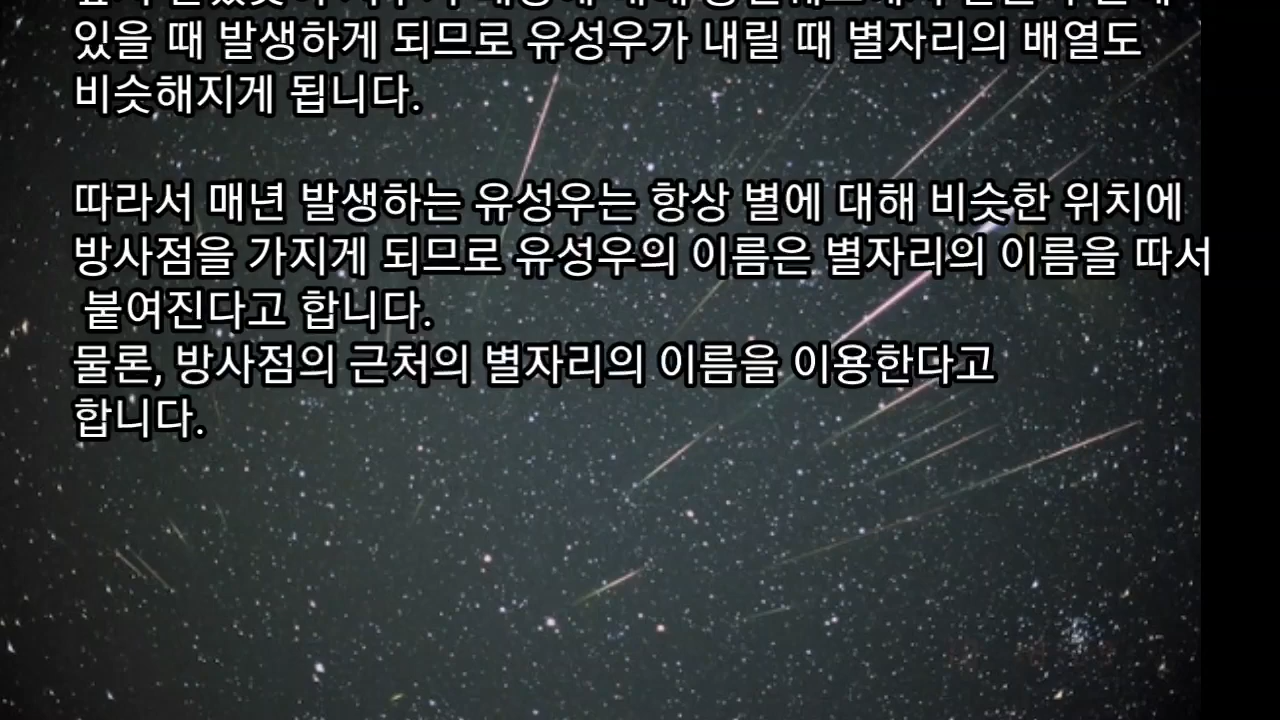 있을 때 발생하게 되므로 유성우가 내릴 때 별자리의 배열도
비슷해지게 됩니다.
따라서 매년 발생하는 유성우는 항상 별에 대해 비슷한 위치에
방사점을 가지게 되므로 유성우의 이름은 별자리의 이름을 따서
붙여진다고 합니다.
물론, 방사점의 근처의 별자리의 이름을 이용한다고
합니다.